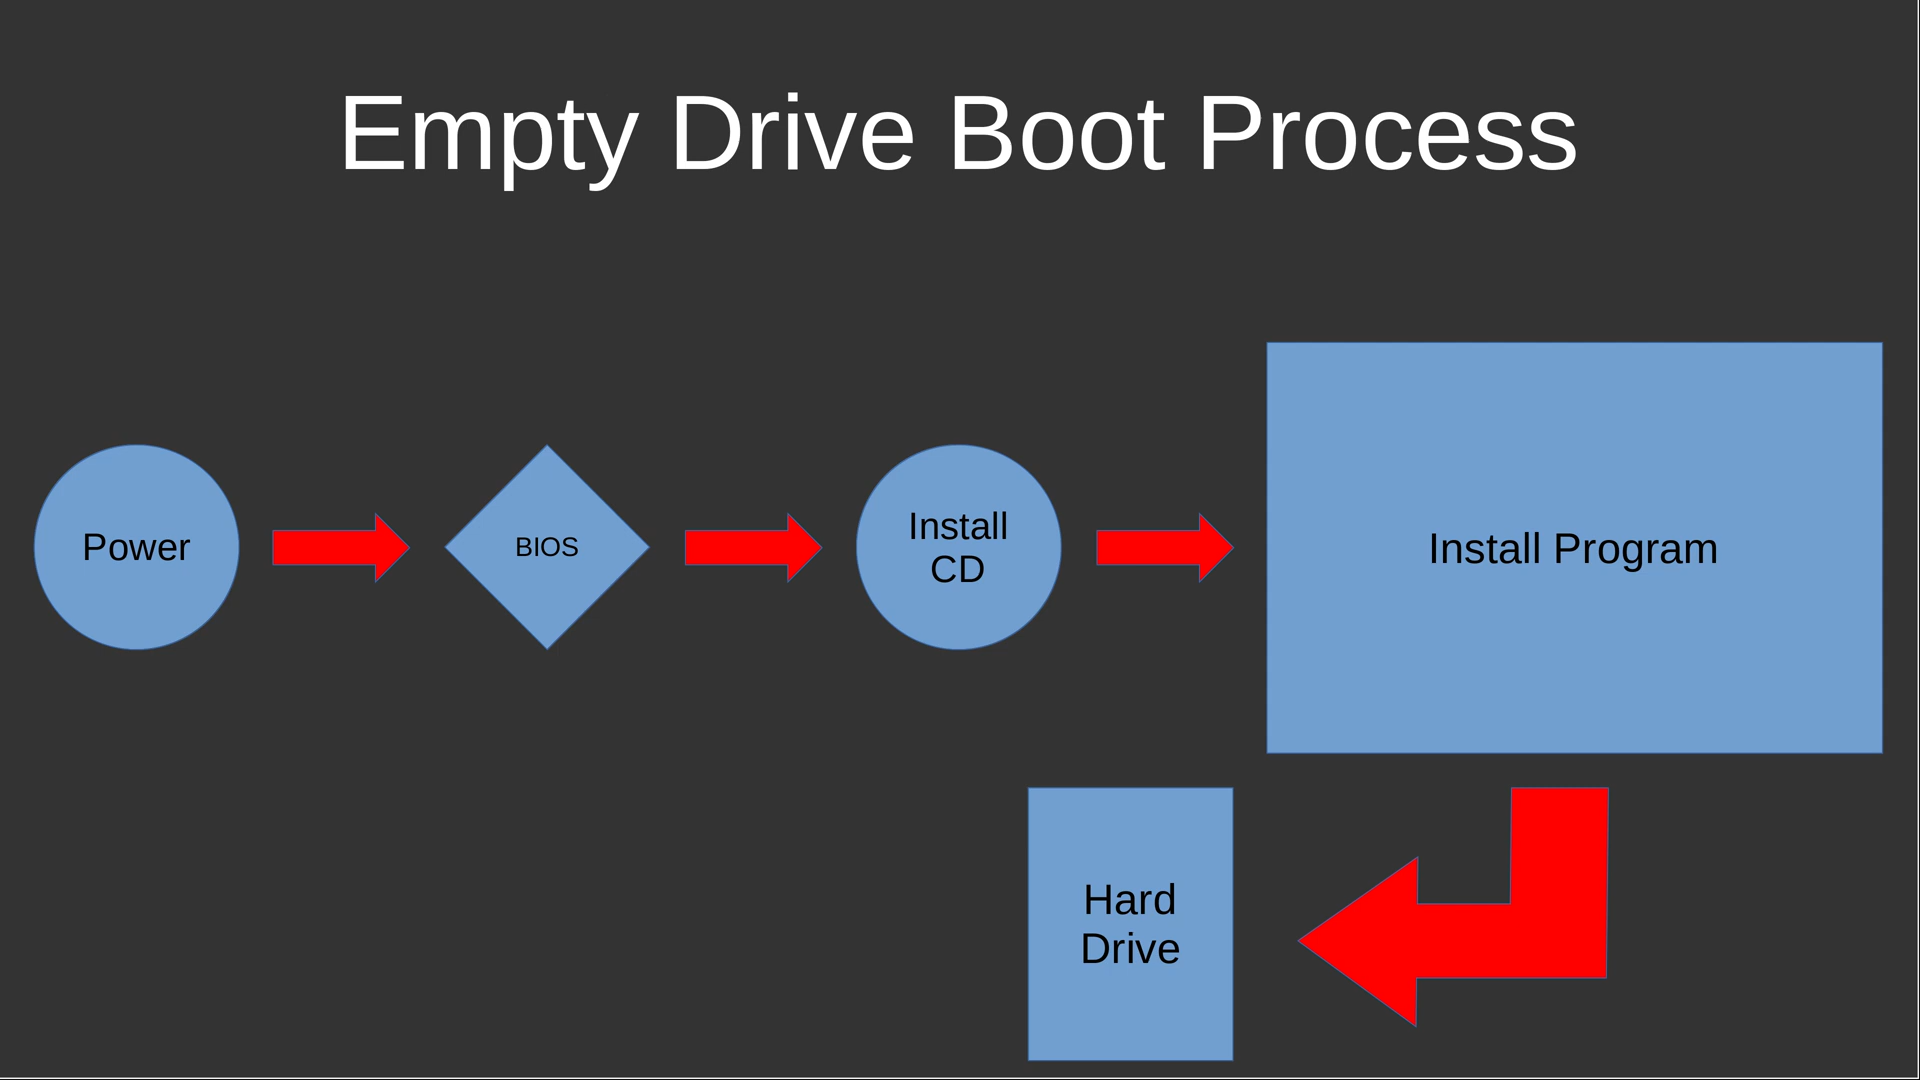 Empty Drive Boot Process
Power
BIOS
Install
CD
Install Program
Hard
Drive